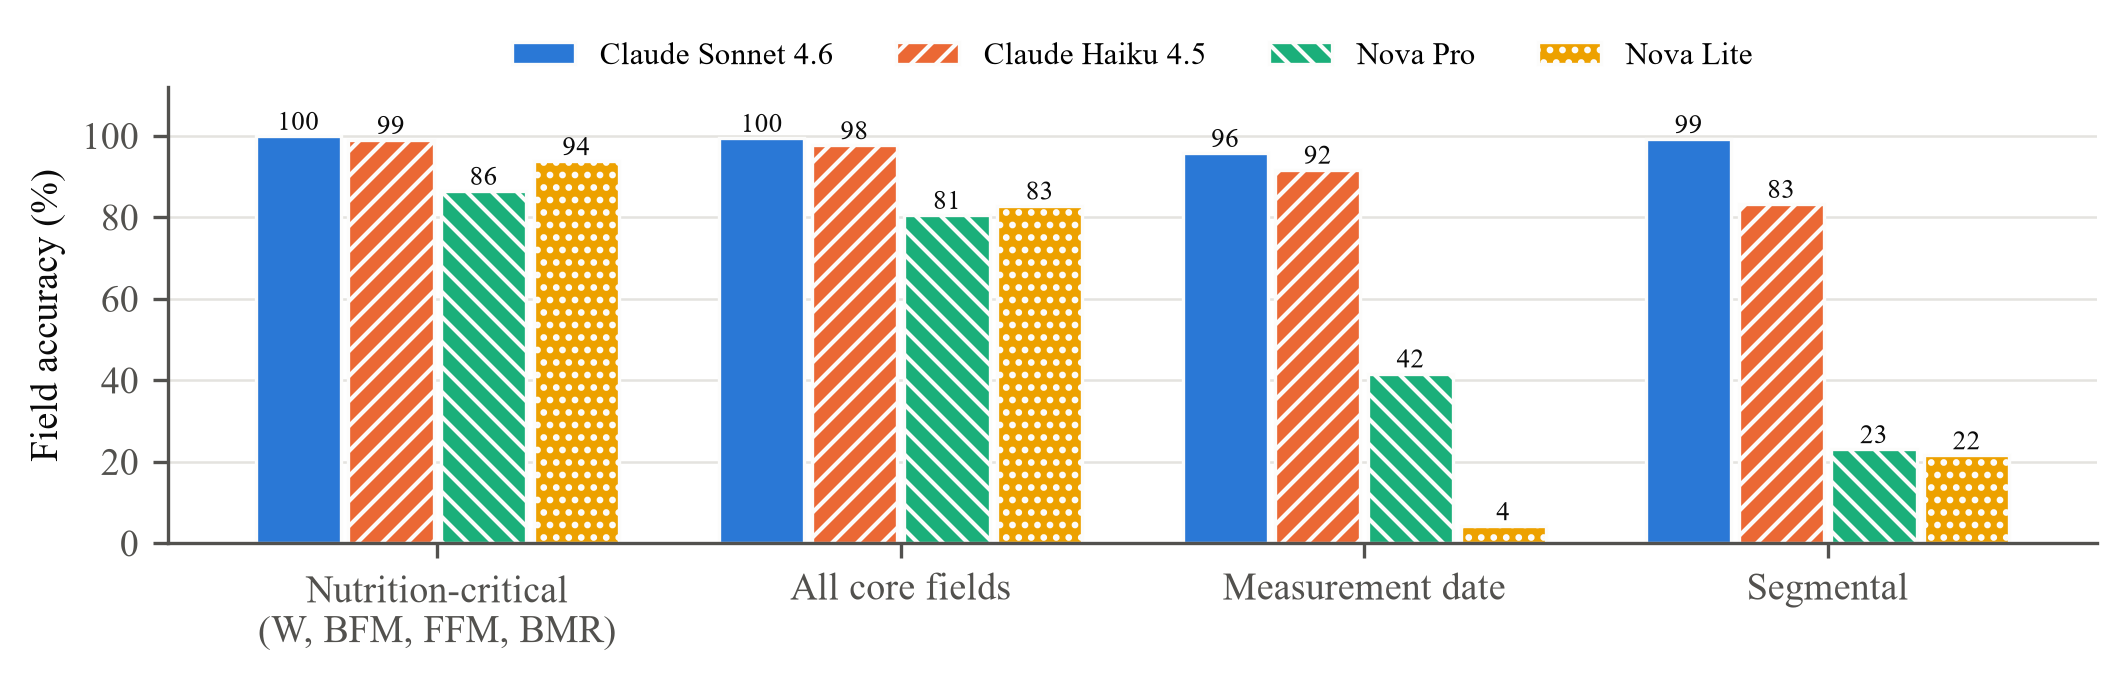 Claude Sonnet 4.6 Claude Haiku 4.5 Nova Pro Nova Lite
Field accuracy (%)
100
80
60
40
20
0
100 99 86 94
100 98 81 83
96 92 42 4
99 83 23 22
Nutrition-critical
(W, BFM, FFM, BMR)
All core fields
Measurement date
Segmental